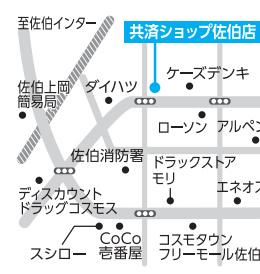 至佐伯インター
共済ショップ佐伯店
ケーズデンキ
佐伯上岡
簡易局
ダイハツ
ローソン
アルペン
佐伯消防署
ドラッグストア
モリ
ディスカウント
ドラッグコスモス
エネオス
スシロー
CoCo
壱番屋
コスモタウン
フリーモール佐伯